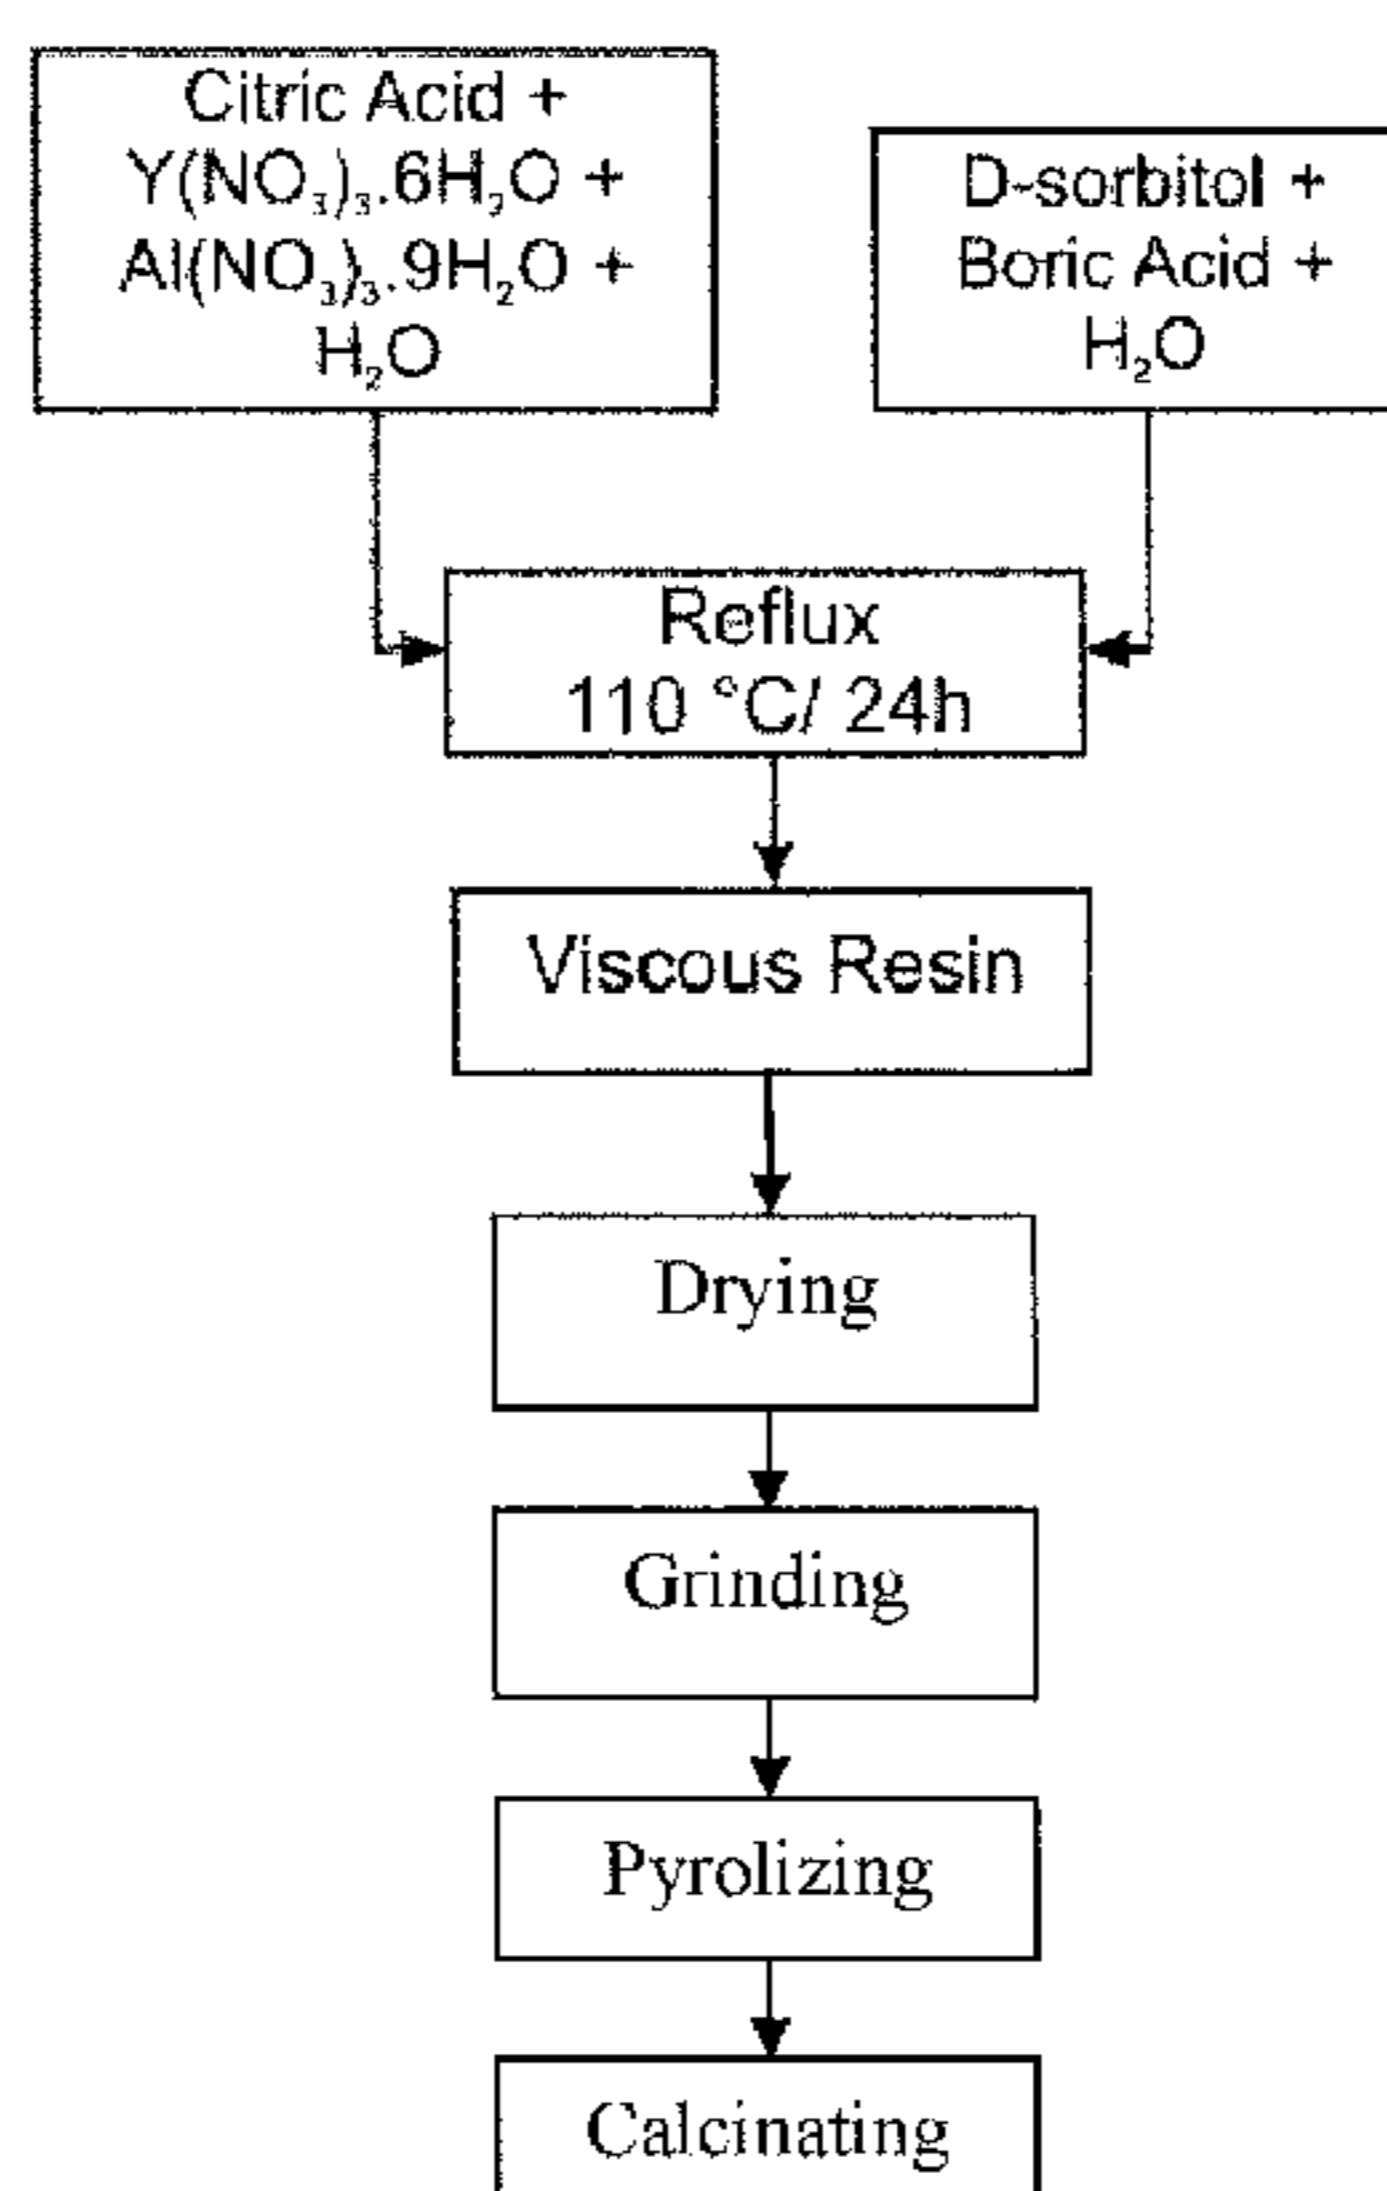 Citric Acid +
Y(NO₃)₃.6H₂O +
Al(NO₃)₃.9H₂O +
H₂O
D-sorbitol +
Boric Acid +
H₂O
Reflux
110 °C/ 24h
Viscous Resin
Drying
Grinding
Pyrolizing
Calcinating